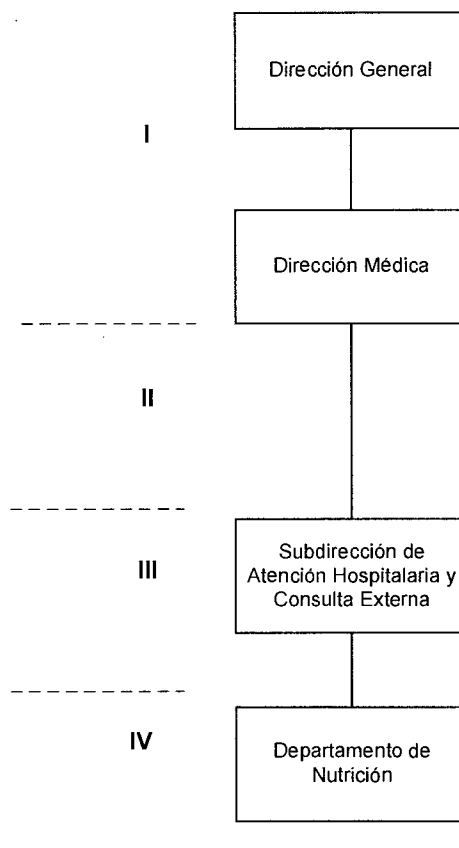 Dirección General
I
Dirección Médica
II
Subdirección de
Atención Hospitalaria y
Consulta Externa
III
IV
Departamento de
Nutrición